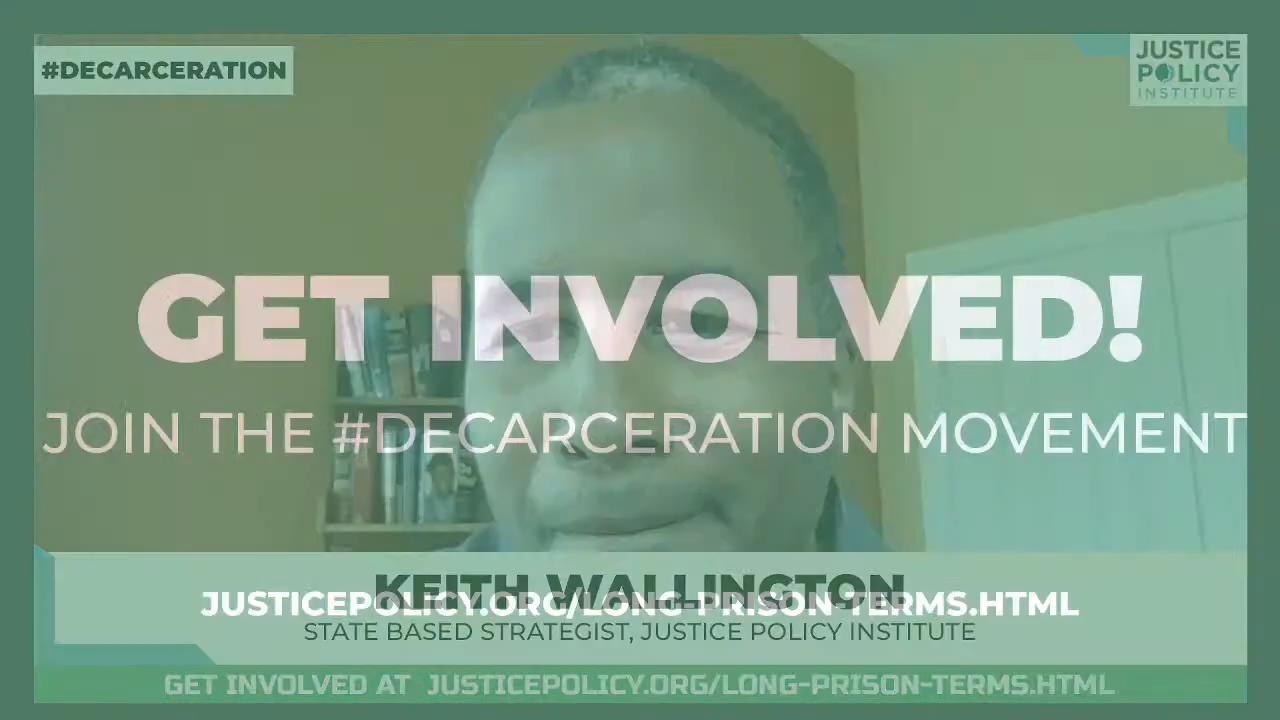 #DECARCERATION
JUSTICE
POLICY
INSTITUTE
GET INVOLVED!
JOIN THE #DECARCERATION MOVEMENT
KEITH WALLINGTON
JUSTICEPOLICY.ORG/LONG-PRISON-TERMS.HTML
STATE BASED STRATEGIST, JUSTICE POLICY INSTITUTE
GET INVOLVED AT JUSTICEPOLICY.ORG/LONG-PRISON-TERMS.HTML